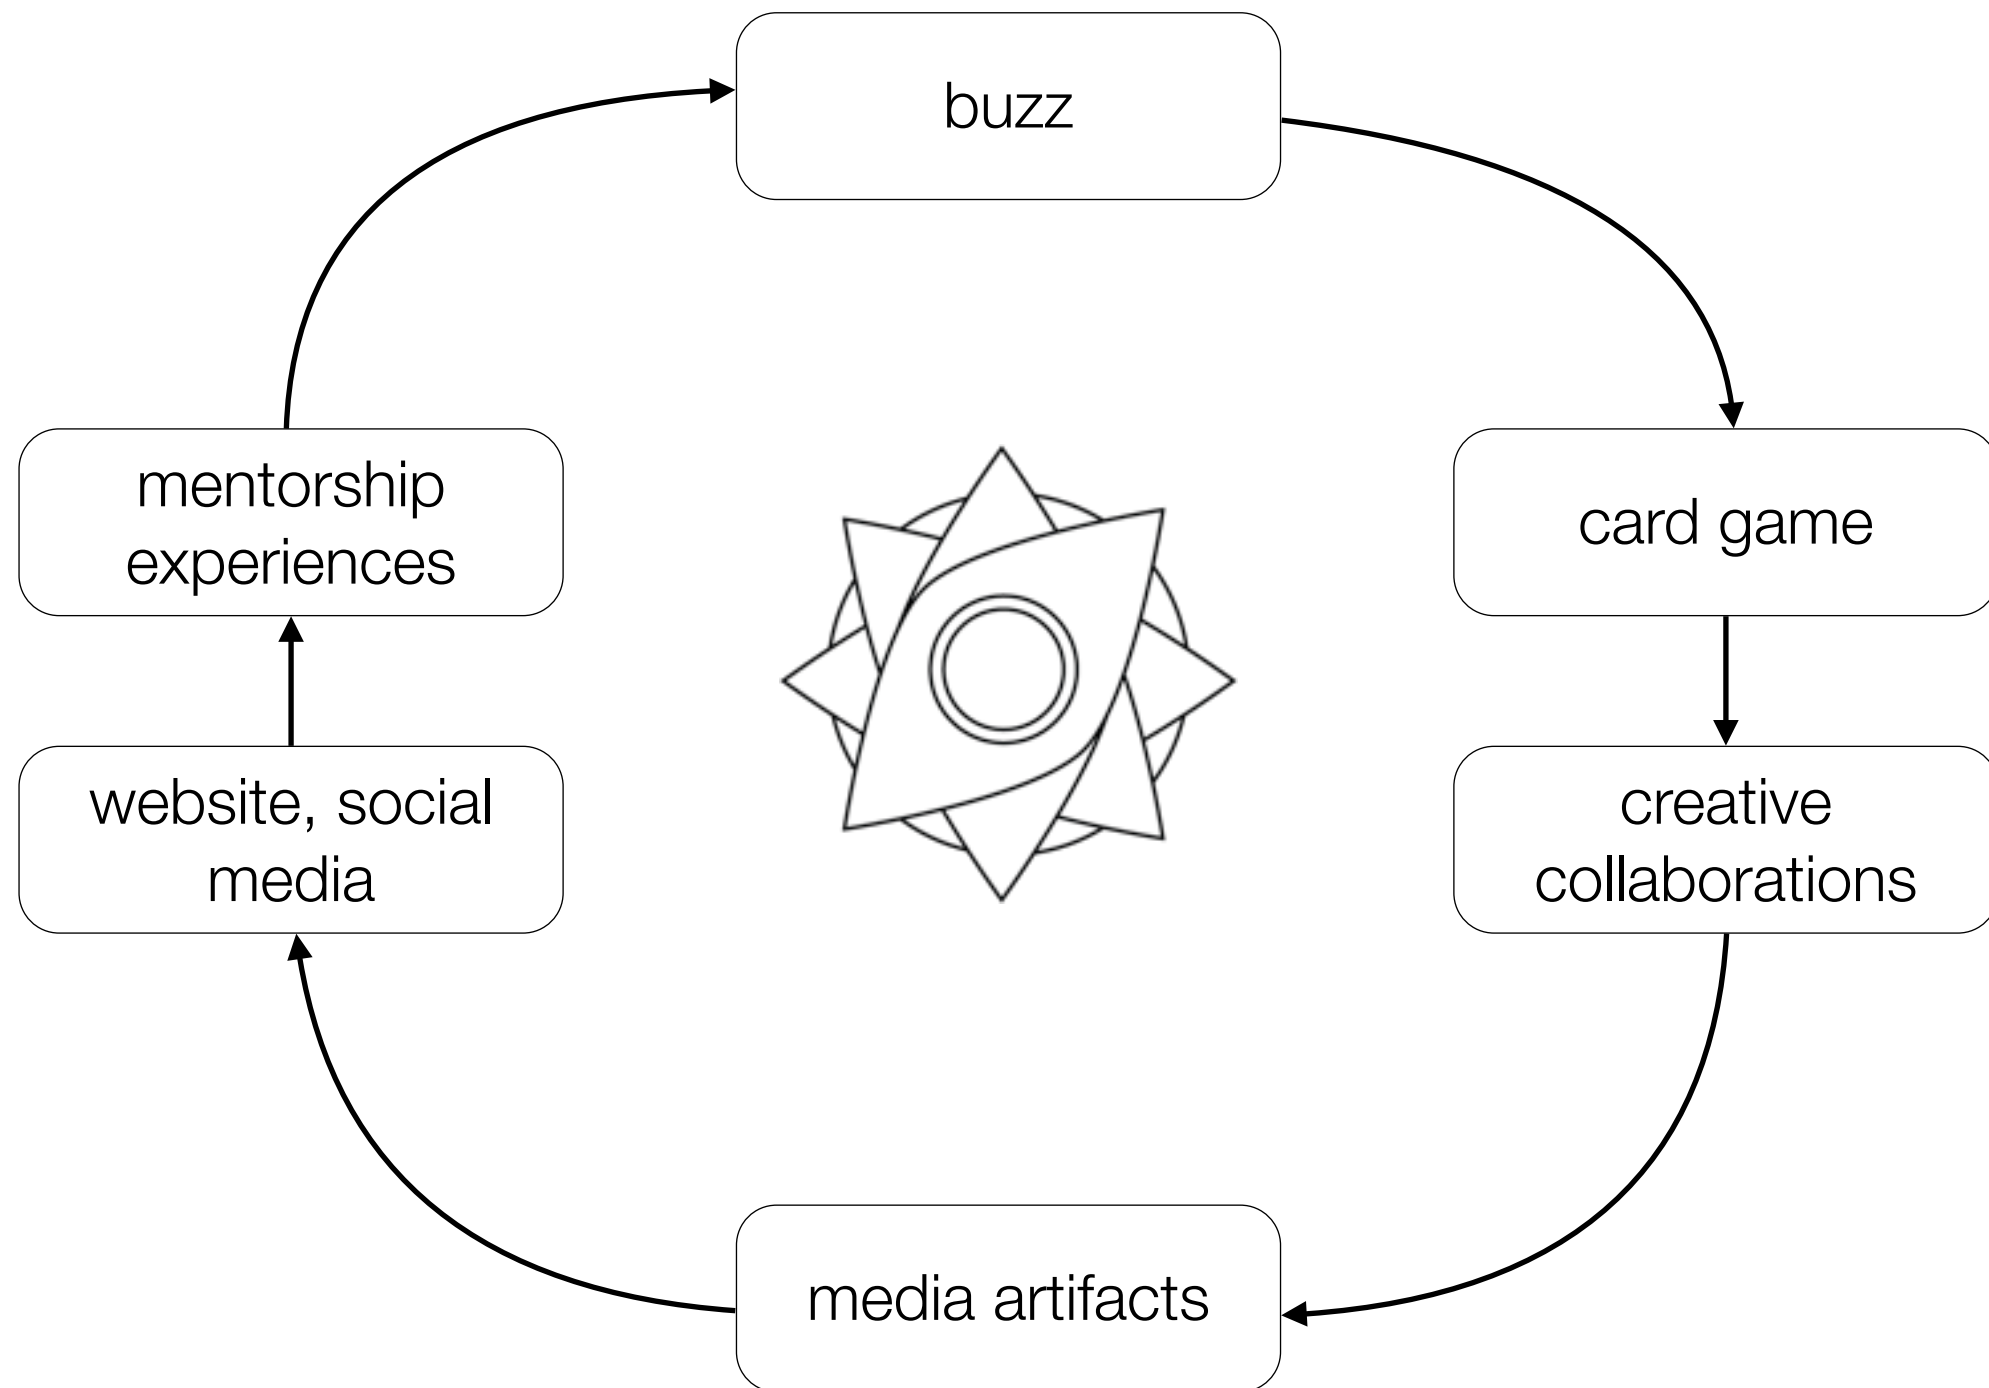 buzz
card game
creative
collaborations
media artifacts
website, social
media
mentorship
experiences